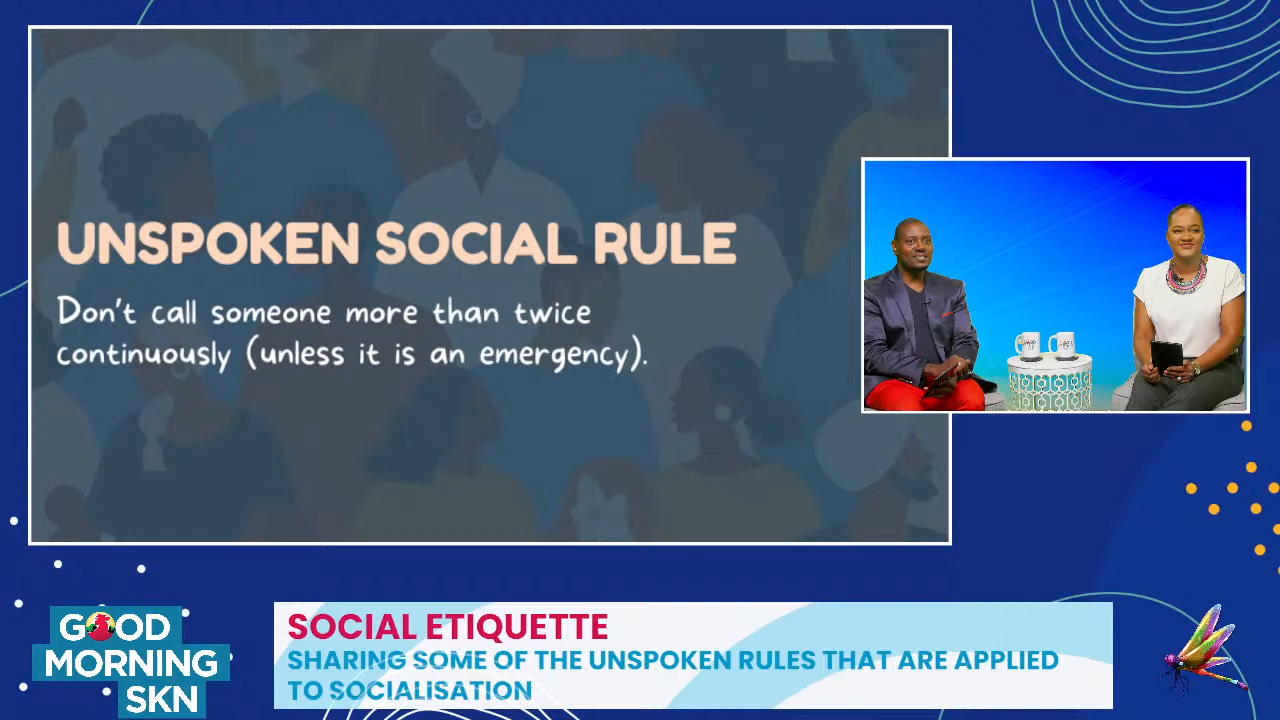 UNSPOKEN SOCIAL RULE
Don't call someone more than twice
continuously (unless it is an emergency).
SOCIAL ETIQUETTE
SHARING SOME OF THE UNSPOKEN RULES THAT ARE APPLIED
TO SOCIALISATION
GOOD
MORNING
SKN